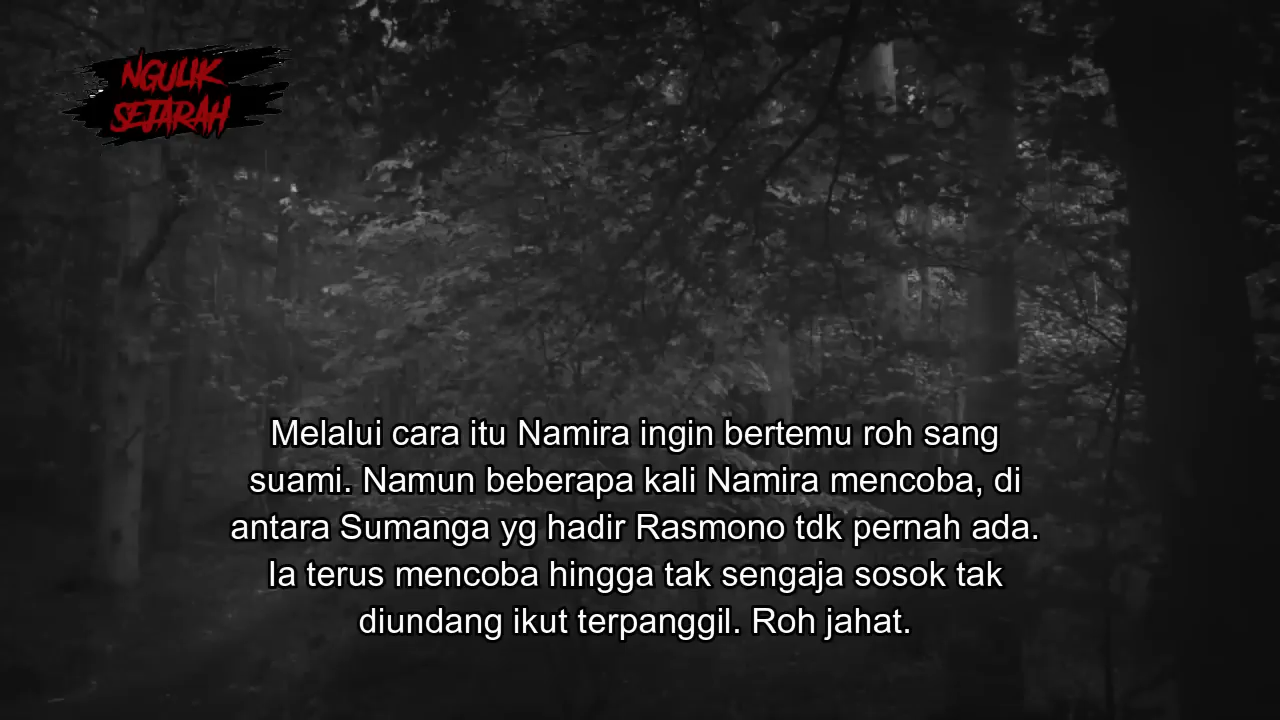 NGULIK
SEJARAH
Melalui cara itu Namira ingin bertemu roh sang
suami. Namun beberapa kali Namira mencoba, di
antara Sumanga yg hadir Rasmono tdk pernah ada.
Ia terus mencoba hingga tak sengaja sosok tak
diundang ikut terpanggil. Roh jahat.